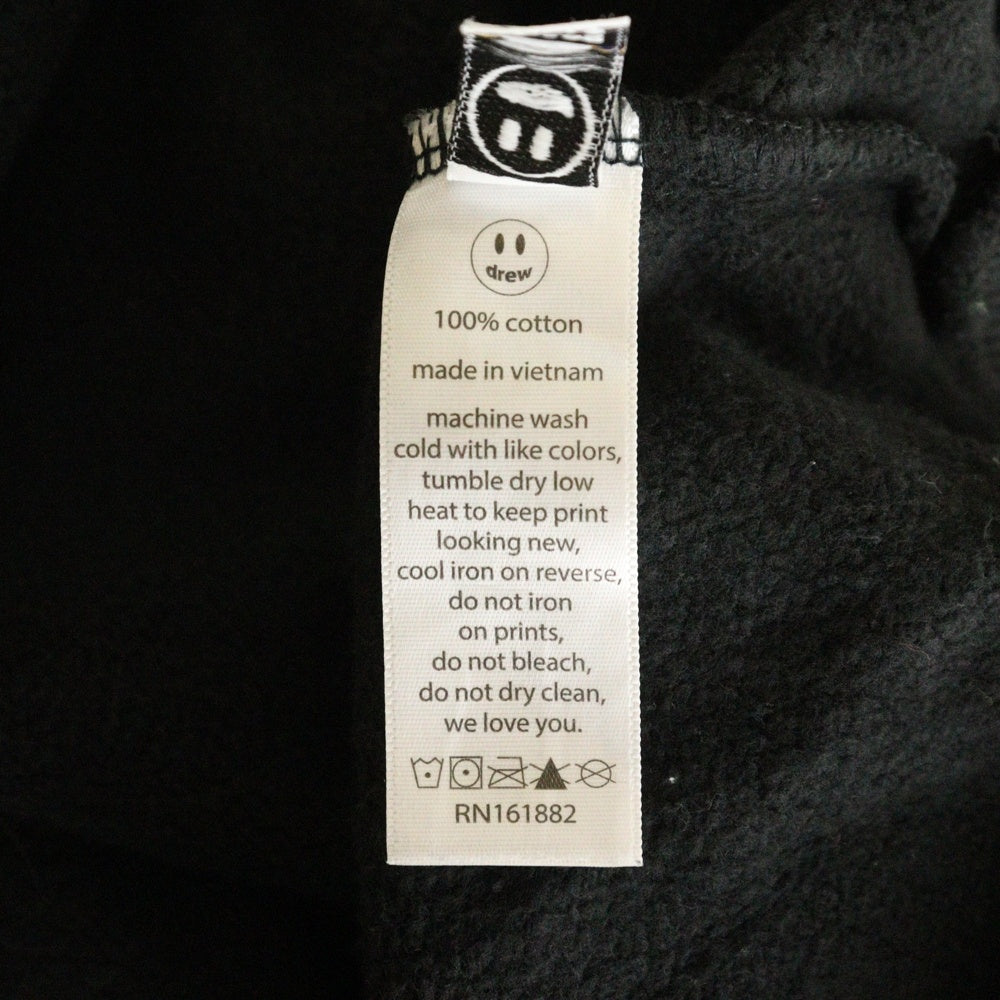 drew
100% cotton
made in vietnam
machine wash
cold with like colors,
tumble dry low
heat to keep print
looking new,
cool iron on reverse,
do not iron
on prints,
do not bleach,
do not dry clean,
we love you.
RN161882